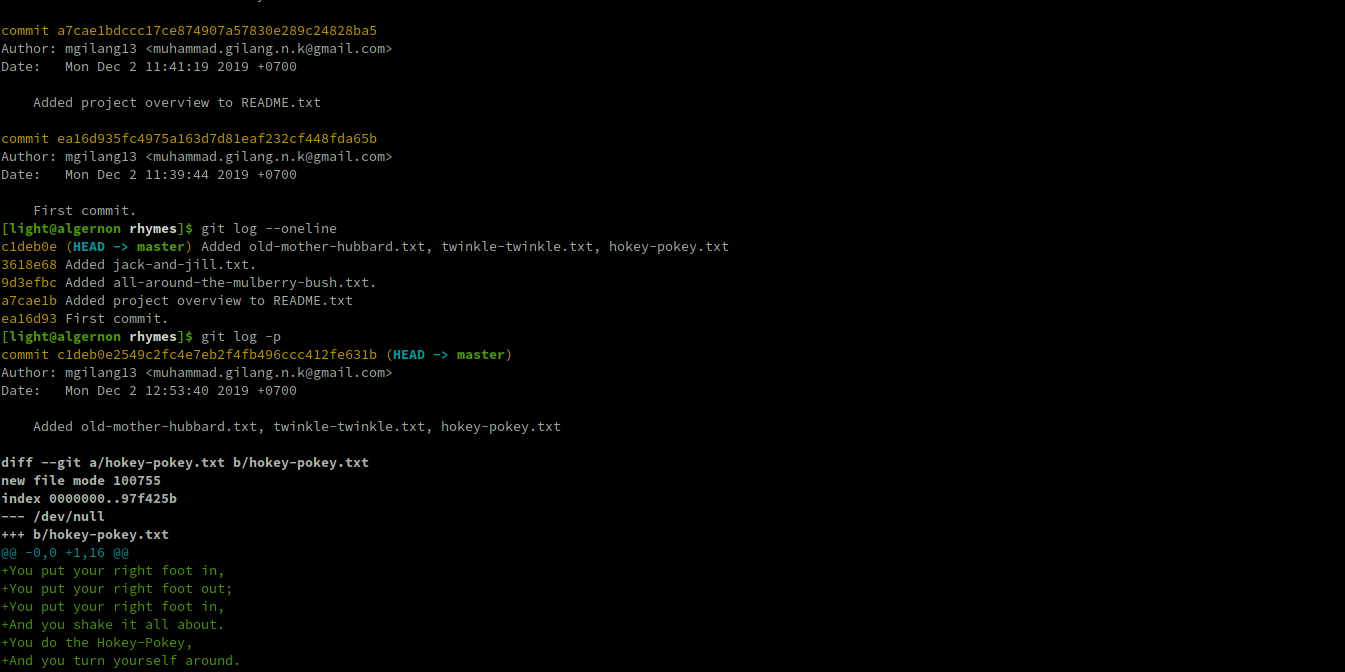 commit a7cae1bdccc17ce874907a57830e289c24828ba5
Author: mgilang13 <muhammad.gilang.n.k@gmail.com>
Date:   Mon Dec 2 11:41:19 2019 +0700
    Added project overview to README.txt
commit ea16d935fc4975a163d7d81eaf232cf448fda65b
Author: mgilang13 <muhammad.gilang.n.k@gmail.com>
Date:   Mon Dec 2 11:39:44 2019 +0700
    First commit.
[light@algernon rhymes]$ git log --oneline
c1deb0e (HEAD -> master) Added old-mother-hubbard.txt, twinkle-twinkle.txt, hokey-pokey.txt
3618e68 Added jack-and-jill.txt.
9d3efbc Added all-around-the-mulberry-bush.txt.
a7cae1b Added project overview to README.txt
ea16d93 First commit.
[light@algernon rhymes]$ git log -p
commit c1deb0e2549c2fc4e7eb2f4fb496ccc412fe631b (HEAD -> master)
Author: mgilang13 <muhammad.gilang.n.k@gmail.com>
Date:   Mon Dec 2 12:53:40 2019 +0700
    Added old-mother-hubbard.txt, twinkle-twinkle.txt, hokey-pokey.txt
diff --git a/hokey-pokey.txt b/hokey-pokey.txt
new file mode 100755
index 0000000..97f425b
--- /dev/null
+++ b/hokey-pokey.txt
@@ -0,0 +1,16 @@
+You put your right foot in,
+You put your right foot out;
+You put your right foot in,
+And you shake it all about.
+You do the Hokey-Pokey,
+And you turn yourself around.